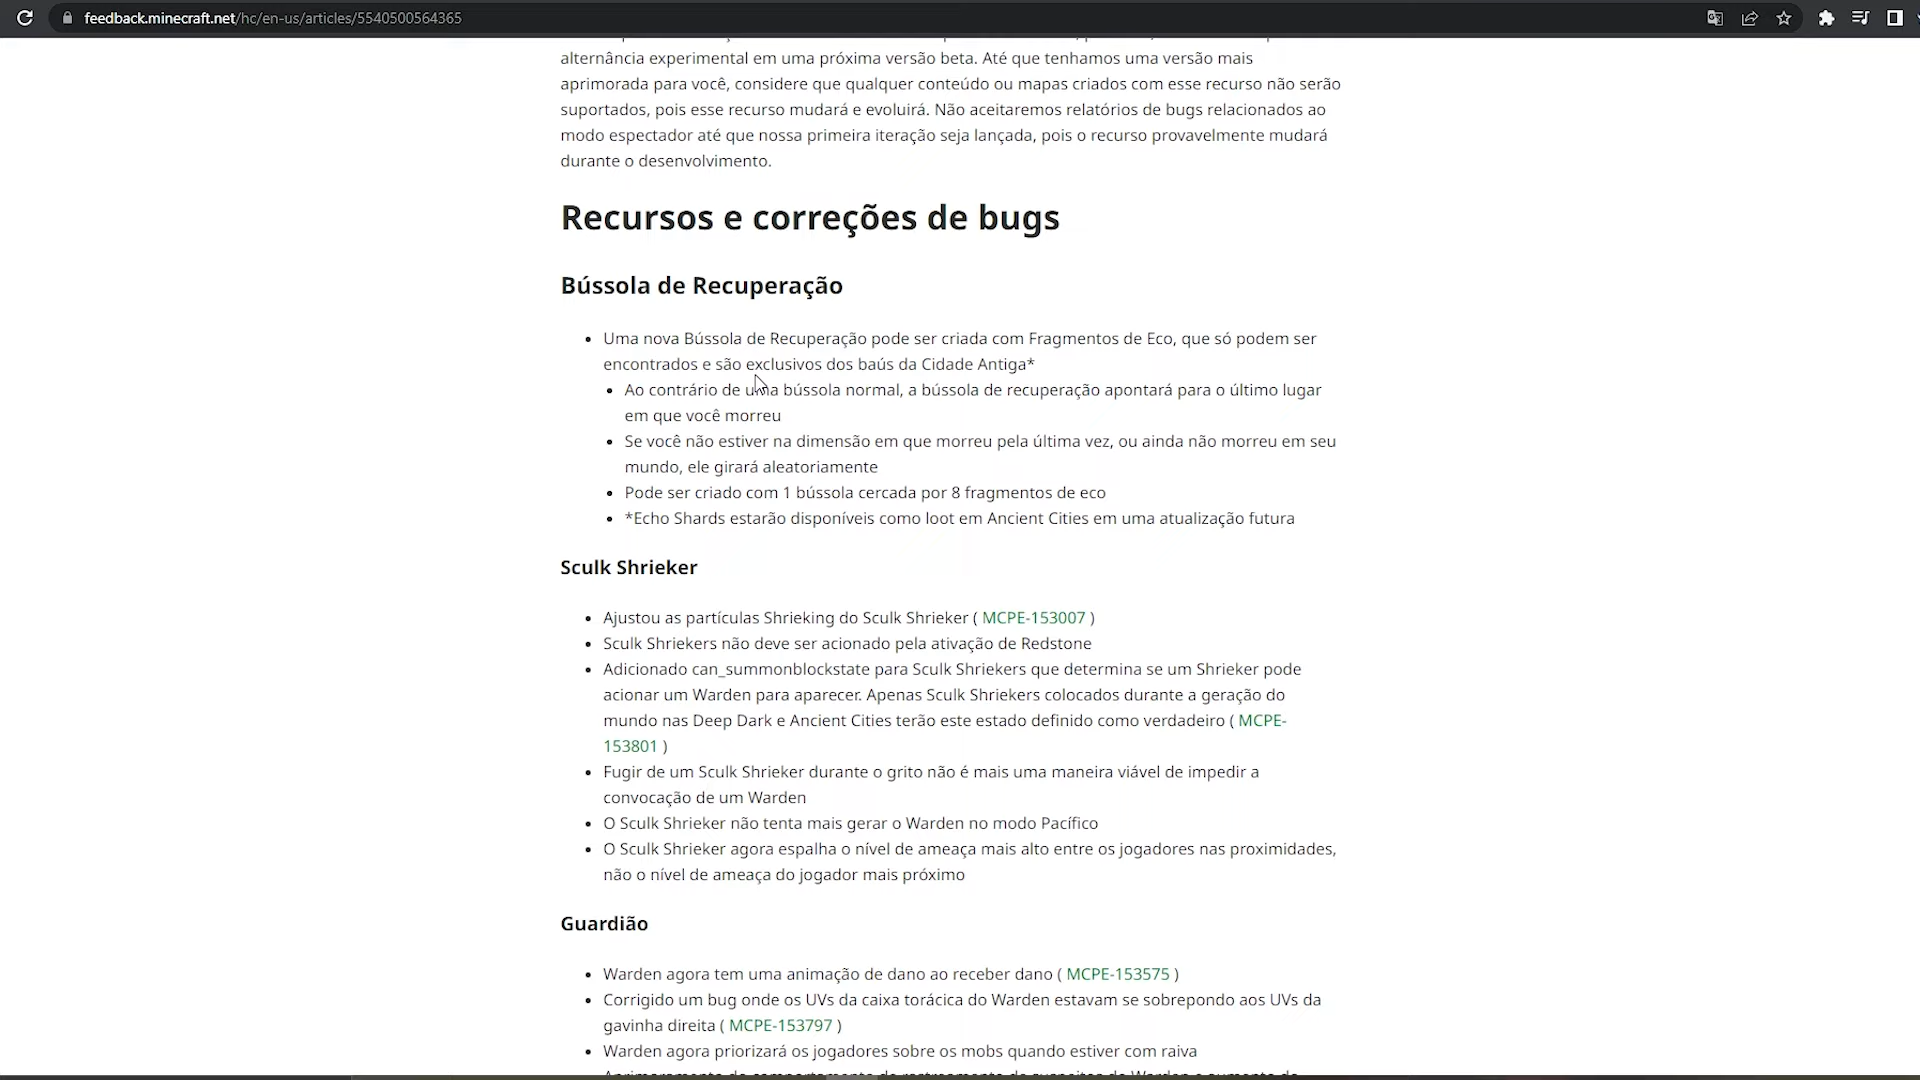 feedback.minecraft.net/hc/en-us/articles/5540500564365
alternância experimental em uma próxima versão beta. Até que tenhamos uma versão mais
aprimorada para você, considere que qualquer conteúdo ou mapas criados com esse recurso não serão
suportados, pois esse recurso mudará e evoluirá. Não aceitaremos relatórios de bugs relacionados ao
modo espectador até que nossa primeira iteração seja lançada, pois o recurso provavelmente mudará
durante o desenvolvimento.
Recursos e correções de bugs
Bússola de Recuperação
• Uma nova Bússola de Recuperação pode ser criada com Fragmentos de Eco, que só podem ser
encontrados e são exclusivos dos baús da Cidade Antiga*
• Ao contrário de uma bússola normal, a bússola de recuperação apontará para o último lugar
em que você morreu
• Se você não estiver na dimensão em que morreu pela última vez, ou ainda não morreu em seu
mundo, ele girará aleatoriamente
• Pode ser criado com 1 bússola cercada por 8 fragmentos de eco
• *Echo Shards estarão disponíveis como loot em Ancient Cities em uma atualização futura
Sculk Shrieker
• Ajustou as partículas Shrieking do Sculk Shrieker ( MCPE-153007 )
• Sculk Shriekers não deve ser acionado pela ativação de Redstone
• Adicionado can_summonblockstate para Sculk Shriekers que determina se um Shrieker pode
acionar um Warden para aparecer. Apenas Sculk Shriekers colocados durante a geração do
mundo nas Deep Dark e Ancient Cities terão este estado definido como verdadeiro ( MCPE-
153801 )
• Fugir de um Sculk Shrieker durante o grito não é mais uma maneira viável de impedir a
convocação de um Warden
• O Sculk Shrieker não tenta mais gerar o Warden no modo Pacífico
• O Sculk Shrieker agora espalha o nível de ameaça mais alto entre os jogadores nas proximidades,
não o nível de ameaça do jogador mais próximo
Guardião
• Warden agora tem uma animação de dano ao receber dano ( MCPE-153575 )
• Corrigido um bug onde os UVs da caixa torácica do Warden estavam se sobrepondo aos UVs da
gavinha direita ( MCPE-153797 )
• Warden agora priorizará os jogadores sobre os mobs quando estiver com raiva